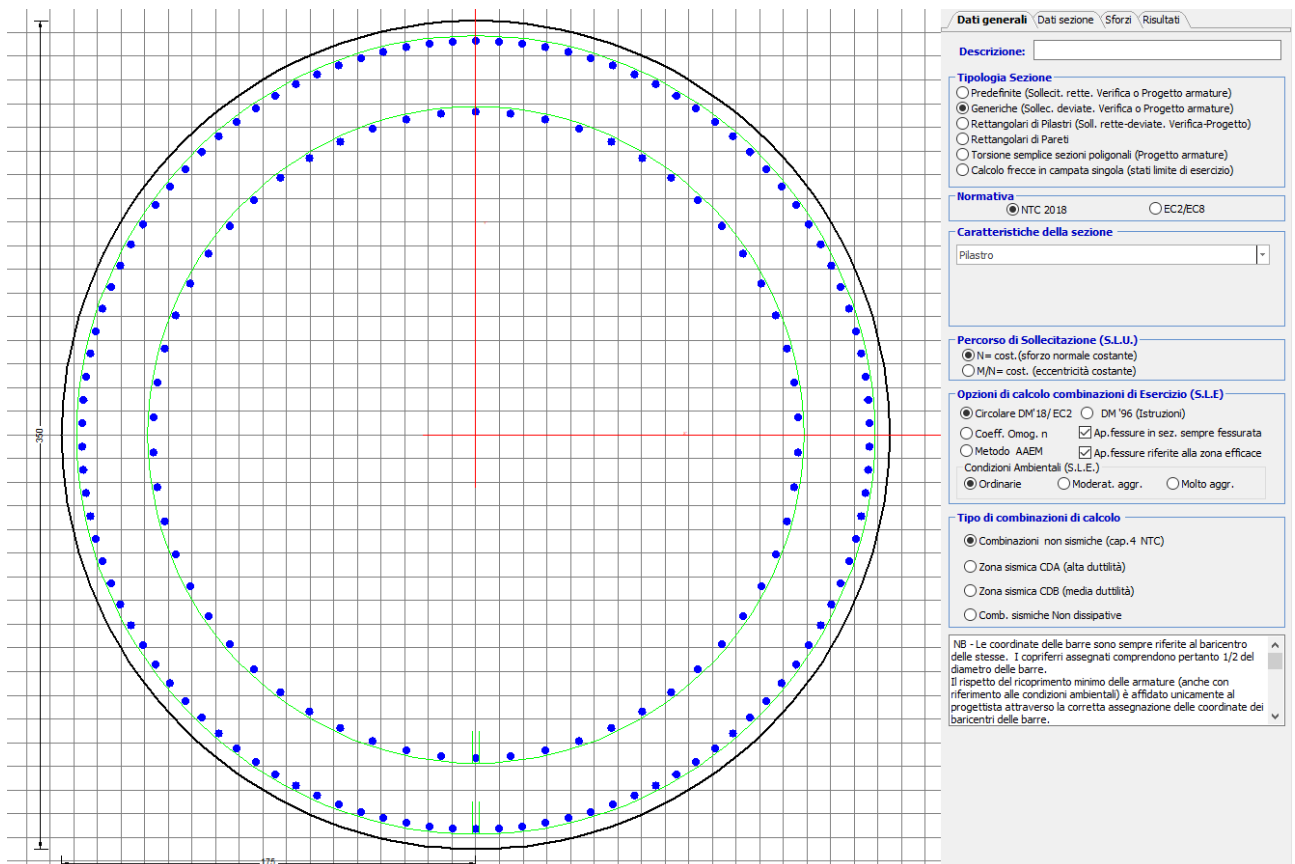 350
175
Dati generali Dati sezione Sforzi Risultati
Descrizione:
Tipologia Sezione
Predefinite (Sollecit. rette. Verifica o Progetto armature)
Generiche (Sollec. deviate. Verifica o Progetto armature)
Rettangolari di Pilastri (Soll. rette-deviate. Verifica-Progetto)
Rettangolari di Pareti
Torsione semplice sezioni poligonali (Progetto armature)
Calcolo frecce in campata singola (stati limite di esercizio)
Normativa
NTC 2018 EC2/EC8
Caratteristiche della sezione
Pilastro
Percorso di Sollecitazione (S.L.U.)
N= cost.(sforzo normale costante)
M/N= cost. (eccentricità costante)
Opzioni di calcolo combinazioni di Esercizio (S.L.E)
Circolare DM'18/ EC2 DM '96 (Istruzioni)
Coeff. Omog. n Ap.fessure in sez. sempre fessurata
Metodo AAEM Ap.fessure riferite alla zona efficace
Condizioni Ambientali (S.L.E.)
Ordinarie Moderat. aggr. Molto aggr.
Tipo di combinazioni di calcolo
Combinazioni non sismiche (cap.4 NTC)
Zona sismica CDA (alta duttilità)
Zona sismica CDB (media duttilità)
Comb. sismiche Non dissipative
NB - Le coordinate delle barre sono sempre riferite al baricentro
delle stesse. I copriferri assegnati comprendono pertanto 1/2 del
diametro delle barre.
Il rispetto del ricoprimento minimo delle armature (anche con
riferimento alle condizioni ambientali) è affidato unicamente al
progettista attraverso la corretta assegnazione delle coordinate dei
baricentri delle barre.